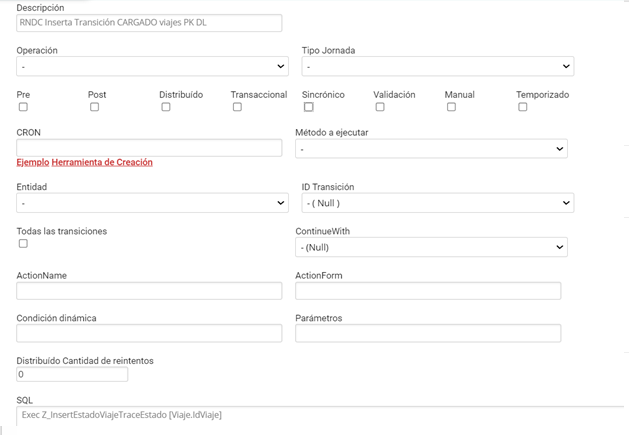 Descripción
RNDC Inserta Transición CARGADO viajes PK DL
Operación Tipo Jornada
- -
Pre Post Distribuído Transaccional Sincrónico Validación Manual Temporizado
CRON Método a ejecutar
-
Ejemplo Herramienta de Creación
Entidad ID Transición
- - ( Null )
Todas las transiciones ContinueWith
- (Null)
ActionName ActionForm
Condición dinámica Parámetros
Distribuído Cantidad de reintentos
0
SQL
Exec Z_InsertEstadoViajeTraceEstado [Viaje.IdViaje]